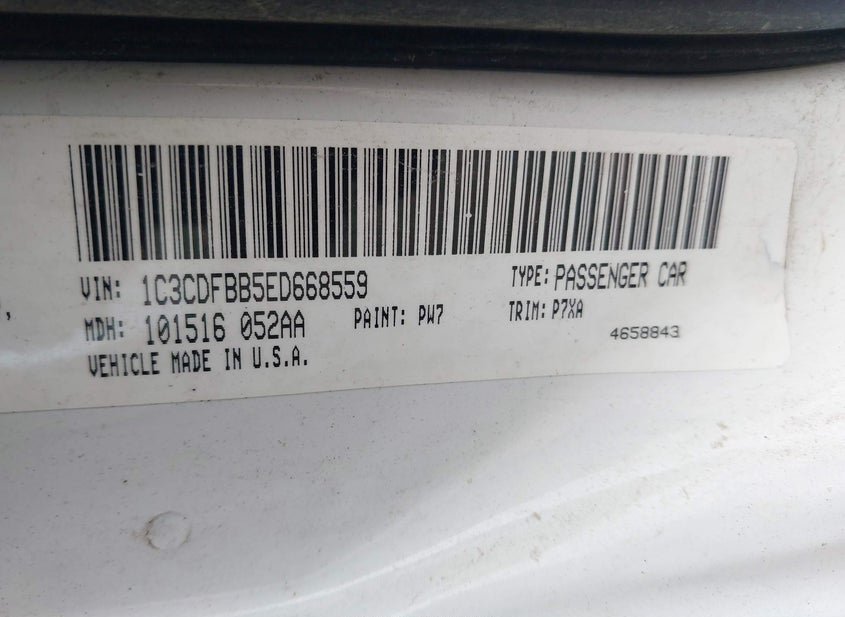 VIN: 1C3CDFBB5ED668559 TYPE: PASSENGER CAR
MDH: 101516 052AA PAINT: PW7 TRIM: P7XA
4658843
VEHICLE MADE IN U.S.A.